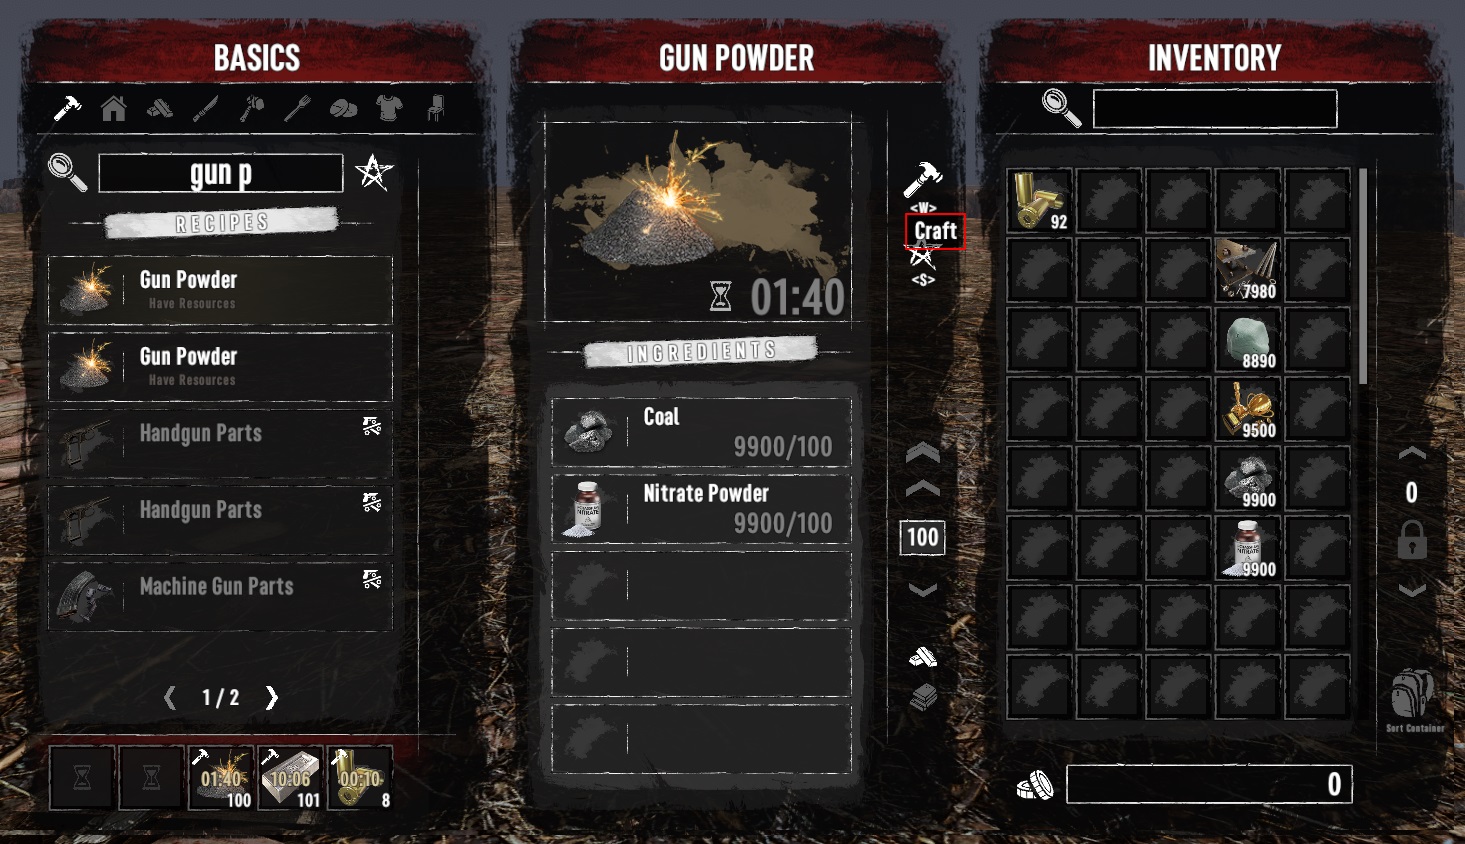 BASICS
gun p
RECIPES
Gun Powder
Have Resources
Gun Powder
Have Resources
Handgun Parts
Handgun Parts
Machine Gun Parts
1 / 2
01:40
100
10:06
101
00:10
8
GUN POWDER
01:40
INGREDIENTS
Coal
9900/100
Nitrate Powder
9900/100
<W>
Craft
<S>
100
INVENTORY
92
7980
8890
9500
9900
NITRATE
9900
0
Sort Container
0